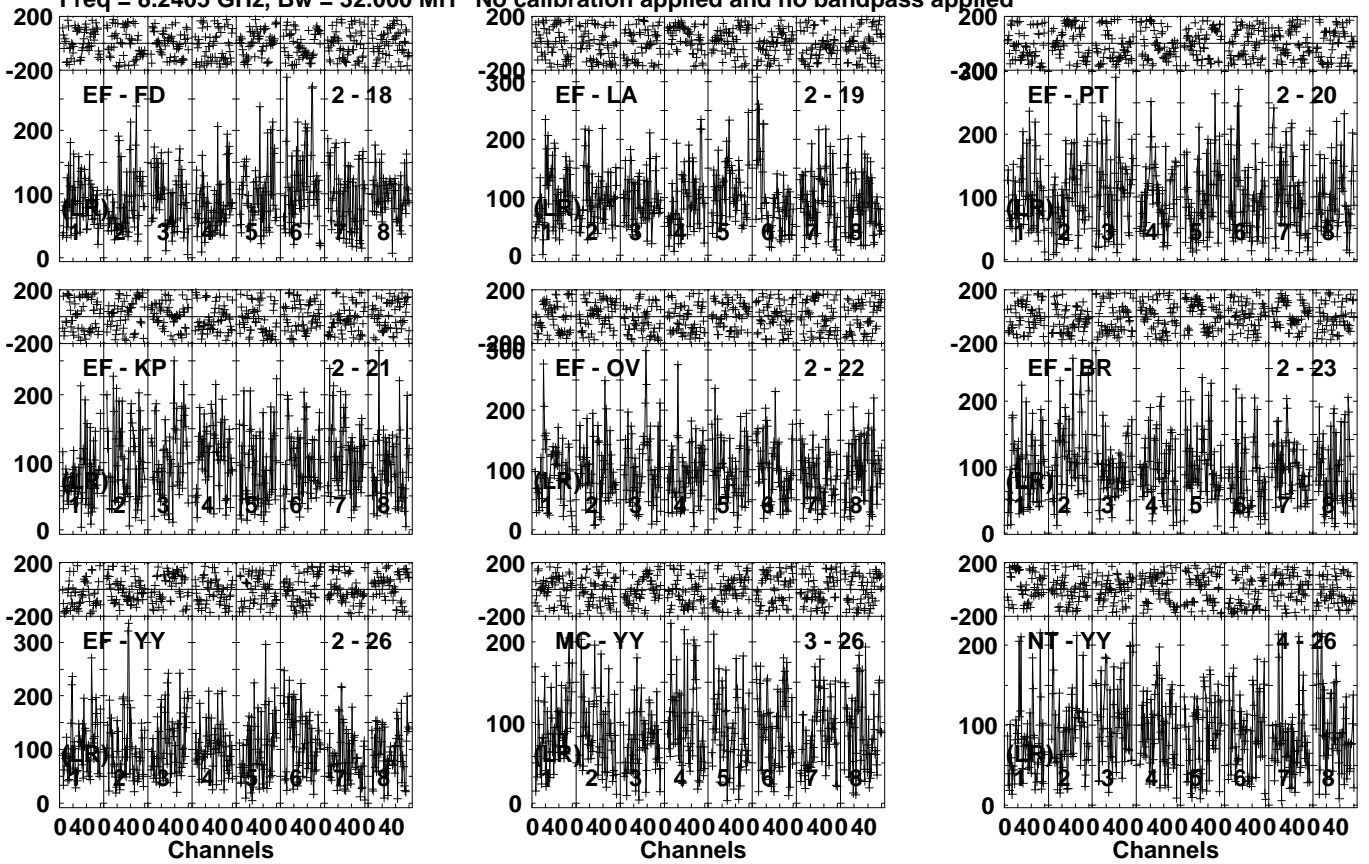 Freq = 8.2405 GHz, Bw = 32.000 MH No calibration applied and no bandpass applied
200 200 200
-200 -200 -200
300 300
EF - FD 2 - 18 EF - LA 2 - 19 EF - PT 2 - 20
200 200 200
100 100 100
(LR) (LR) (LR)
1 2 3 4 5 6 7 8 1 2 3 4 5 6 7 8 1 2 3 4 5 6 7 8
0 0 0
200 200 200
-200 -200 -200
300
EF - KP 2 - 21 EF - OV 2 - 22 EF - BR 2 - 23
200 200 200
100 100 100
(LR) (LR) (LR)
1 2 3 4 5 6 7 8 1 2 3 4 5 6 7 8 1 2 3 4 5 6 7 8
0 0 0
200 200 200
-200 -200 -200
EF - YY 2 - 26 MC - YY 3 - 26 NT - YY 4 - 26
300 200 200
200
100 100 100
(LR) (LR) (LR)
1 2 3 4 5 6 7 8 1 2 3 4 5 6 7 8 1 2 3 4 5 6 7 8
0 0 0
0 40 0 40 0 40 0 40 0 40 0 40 0 40 0 40 0 40 0 40 0 40 0 40 0 40 0 40 0 40 0 40 0 40 0 40 0 40 0 40 0 40 0 40 0 40 0 40
Channels Channels Channels